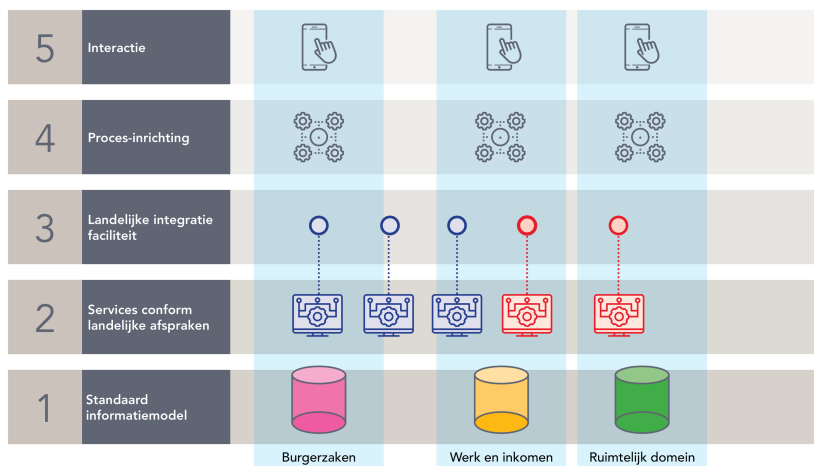 5
Interactie
4
Proces-inrichting
3
Landelijke integratie
faciliteit
2
Services conform
landelijke afspraken
1
Standaard
informatiemodel
Burgerzaken
Werk en inkomen
Ruimtelijk domein